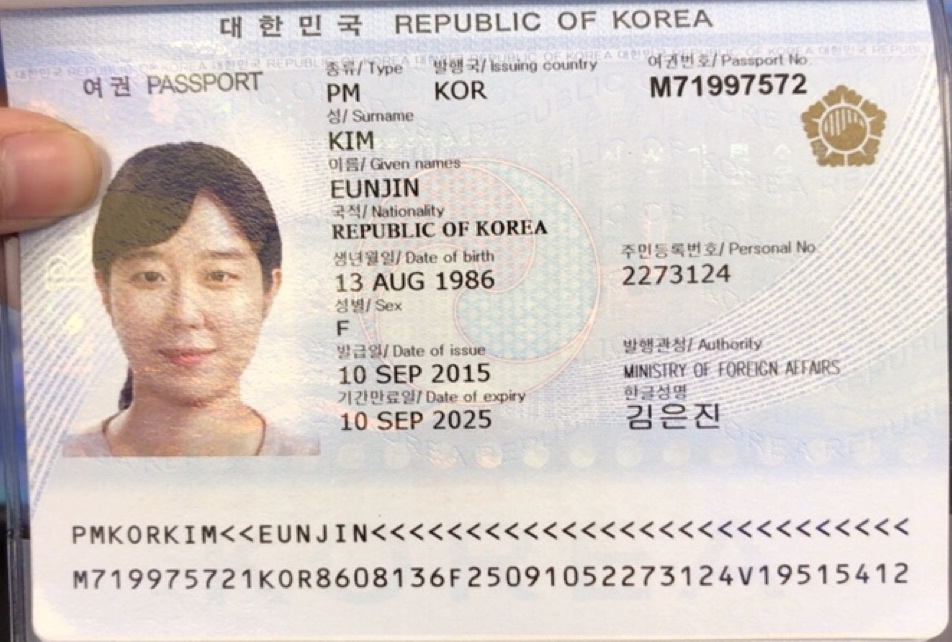 대한민국 REPUBLIC OF KOREA
여권 PASSPORT
종류/ Type 발행국/ Issuing country 여권번호/ Passport No.
PM KOR M71997572
성/ Surname
KIM
이름/ Given names
EUNJIN
국적/ Nationality
REPUBLIC OF KOREA
생년월일/ Date of birth 주민등록번호/ Personal No.
13 AUG 1986 2273124
성별/ Sex
F
발급일/ Date of issue 발행관청/ Authority
10 SEP 2015 MINISTRY OF FOREIGN AFFAIRS
기간만료일/ Date of expiry 한글성명
10 SEP 2025 김은진
PMKORKIM<<EUNJIN<<<<<<<<<<<<<<<<<<<<<<<<<<<<
M719975721KOR8608136F25091052273124V19515412